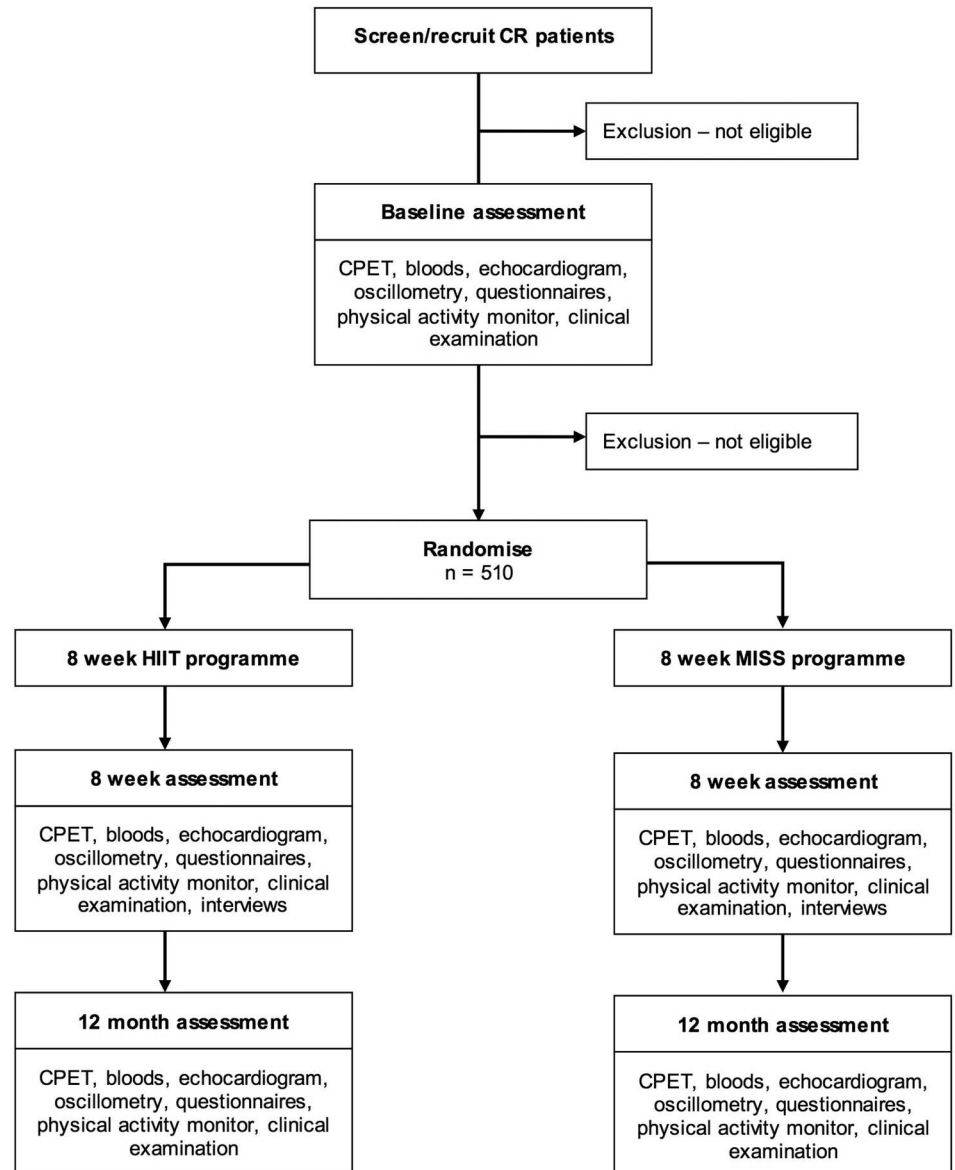 Screen/recruit CR patients
Exclusion – not eligible
Baseline assessment
CPET, bloods, echocardiogram,
oscillometry, questionnaires,
physical activity monitor, clinical
examination
Exclusion – not eligible
Randomise
n = 510
8 week HIIT programme
8 week MISS programme
8 week assessment
CPET, bloods, echocardiogram,
oscillometry, questionnaires,
physical activity monitor, clinical
examination, interviews
8 week assessment
CPET, bloods, echocardiogram,
oscillometry, questionnaires,
physical activity monitor, clinical
examination, interviews
12 month assessment
CPET, bloods, echocardiogram,
oscillometry, questionnaires,
physical activity monitor, clinical
examination
12 month assessment
CPET, bloods, echocardiogram,
oscillometry, questionnaires,
physical activity monitor, clinical
examination